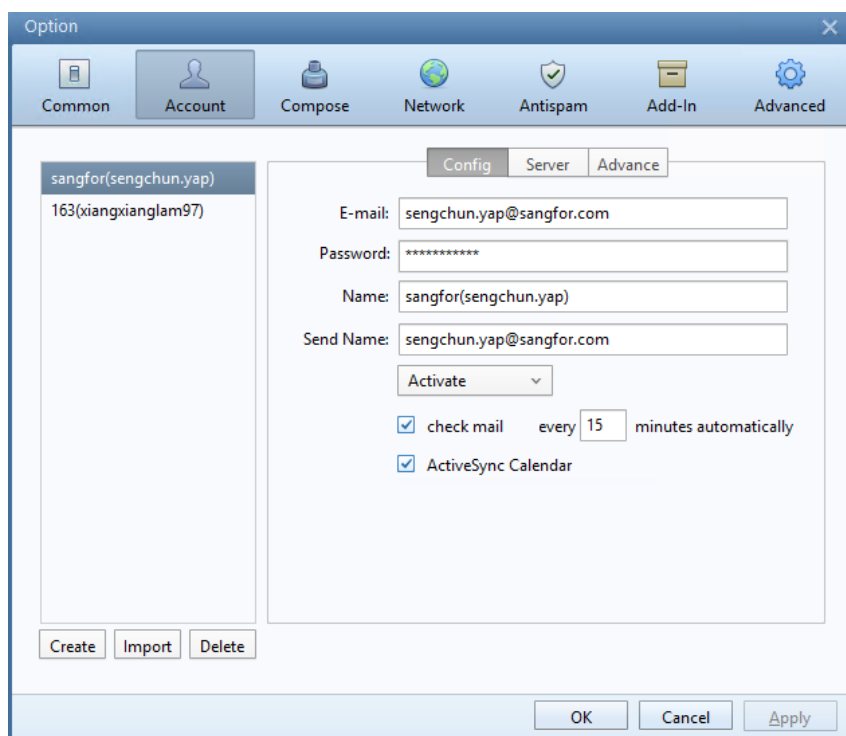 Option
Common Account Compose Network Antispam Add-In Advanced
sangfor(sengchun.yap)
163(xiangxianglam97)
Config Server Advance
E-mail: sengchun.yap@sangfor.com
Password: ***********
Name: sangfor(sengchun.yap)
Send Name: sengchun.yap@sangfor.com
Activate
check mail every 15 minutes automatically
ActiveSync Calendar
Create Import Delete
OK Cancel Apply